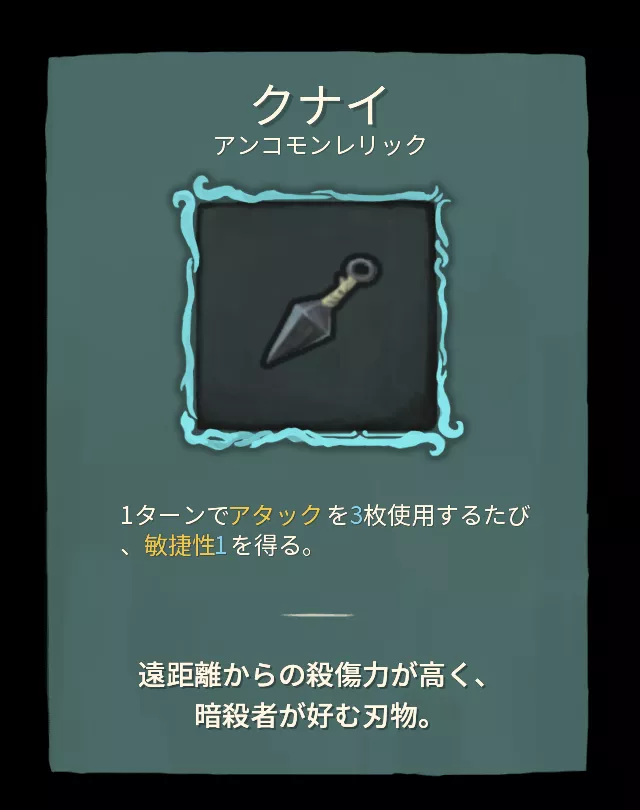 クナイ
アンコモンレリック
1ターンでアタックを3枚使用するたび
、敏捷性1を得る。
遠距離からの殺傷力が高く、
暗殺者が好む刃物。